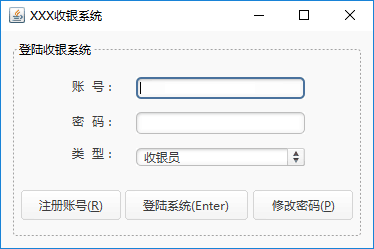 XXX收银系统
登陆收银系统
账 号：
密 码：
类 型： 收银员
注册账号(R) 登陆系统(Enter) 修改密码(P)